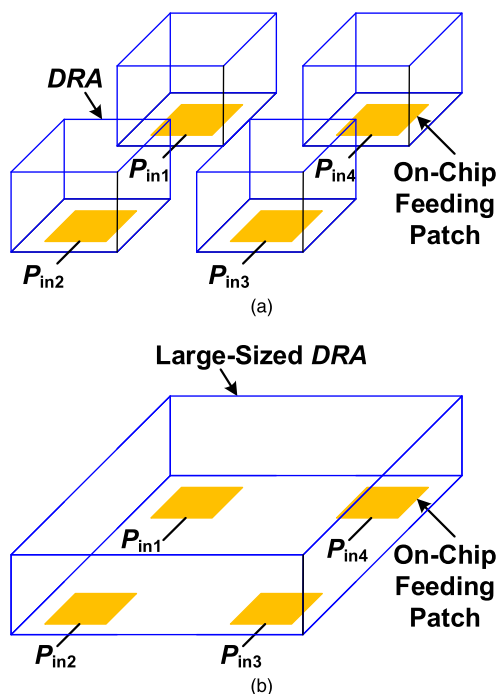 DRA
Pin1
Pin4
On-Chip
Feeding
Patch
Pin2
Pin3
(a)
Large-Sized DRA
Pin1
Pin4
On-Chip
Feeding
Patch
Pin2
Pin3
(b)